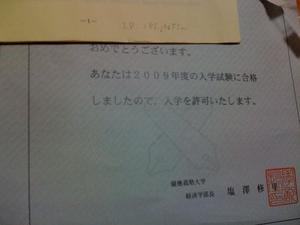 おめでとうございます。
あなたは2009年度の入学試験に合格
しましたので、入学を許可いたします。
慶應義塾大学
経済学部長 塩澤修平